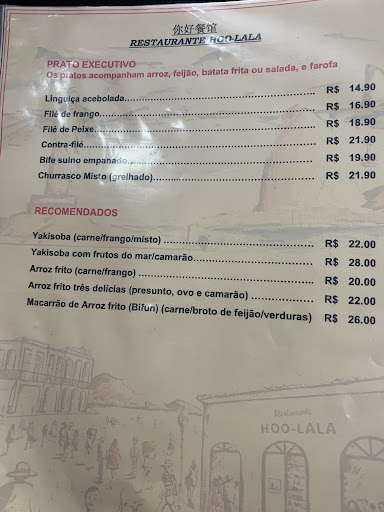 你好餐馆
RESTAURANTE HOO-LALA
PRATO EXECUTIVO
Os pratos acompanham arroz, feijão, batata frita ou salada, e farofa
Linguiça acebolada.................... R$ 14.90
Filé de frango.................... R$ 16.90
Filé de Peixe.................... R$ 18.90
Contra-filé.................... R$ 21.90
Bife suino empanado.................... R$ 19.90
Churrasco Misto (grelhado).................... R$ 21.90
RECOMENDADOS
Yakisoba (carne/frango/misto) .................... R$ 22.00
Yakisoba com frutos do mar/camarão.................... R$ 28.00
Arroz frito (carne/frango) .................... R$ 20.00
Arroz frito três delícias (presunto, ovo e camarão) .................... R$ 22.00
Macarrão de Arroz frito (Bifun) (carne/broto de feijão/verduras) R$ 26.00
Restaurante
HOO-LALA